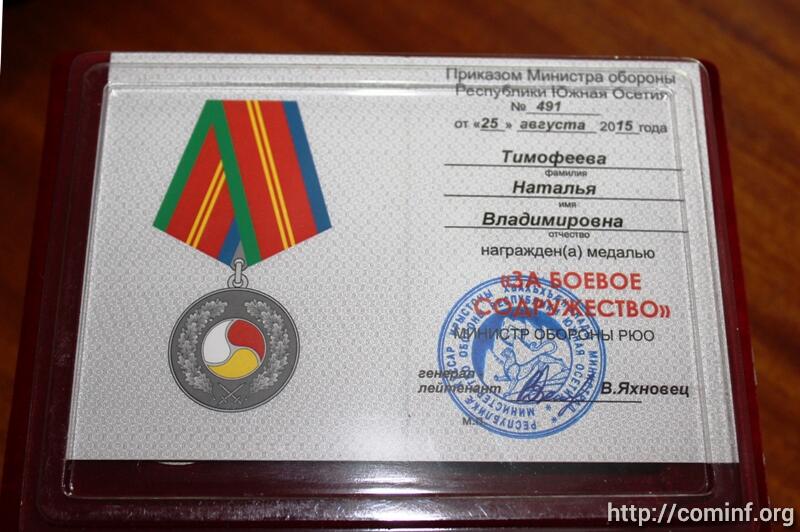 Приказом Министра обороны
Республики Южная Осетия
№ 491
от «25» августа 2015 года
Тимофеева
фамилия
Наталья
имя
Владимировна
отчество
награжден(а) медалью
«ЗА БОЕВОЕ
СОДРУЖЕСТВО»
МИНИСТР ОБОРОНЫ РЮО
генерал-
лейтенант
В.Яхновец
М.П.
http://cominf.org